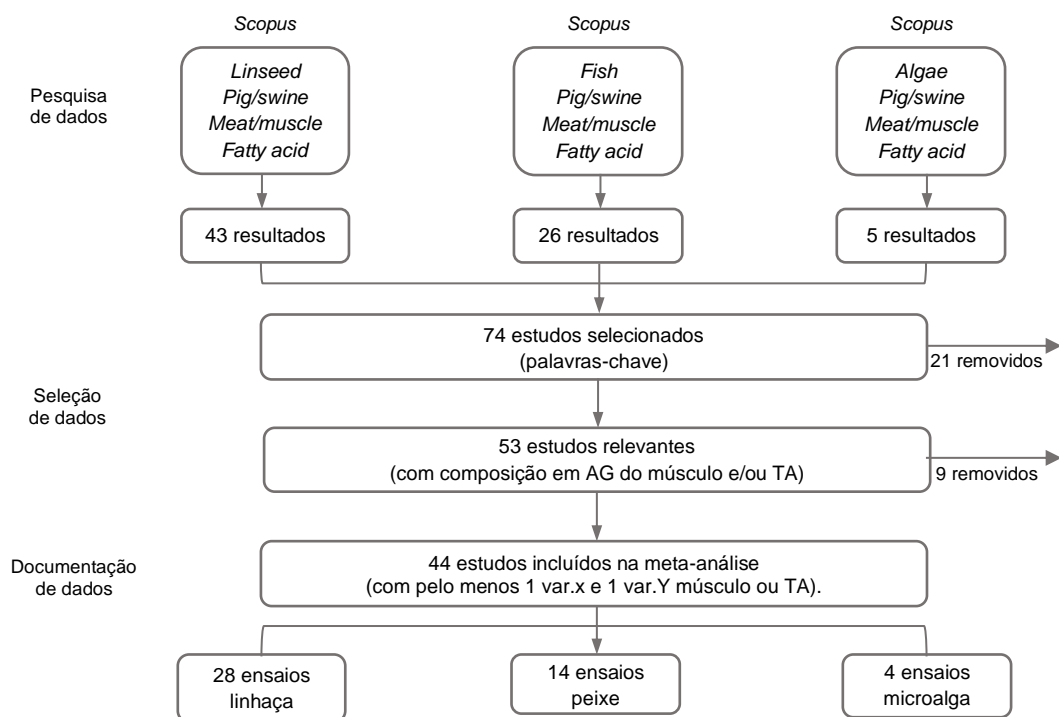 Scopus
Scopus
Scopus
Pesquisa
de dados
Linseed
Pig/swine
Meat/muscle
Fatty acid
Fish
Pig/swine
Meat/muscle
Fatty acid
Algae
Pig/swine
Meat/muscle
Fatty acid
43 resultados
26 resultados
5 resultados
Seleção
de dados
74 estudos selecionados
(palavras-chave)
21 removidos
53 estudos relevantes
(com composição em AG do músculo e/ou TA)
9 removidos
Documentação
de dados
44 estudos incluídos na meta-análise
(com pelo menos 1 var.x e 1 var.Y músculo ou TA).
28 ensaios
linhaça
14 ensaios
peixe
4 ensaios
microalga